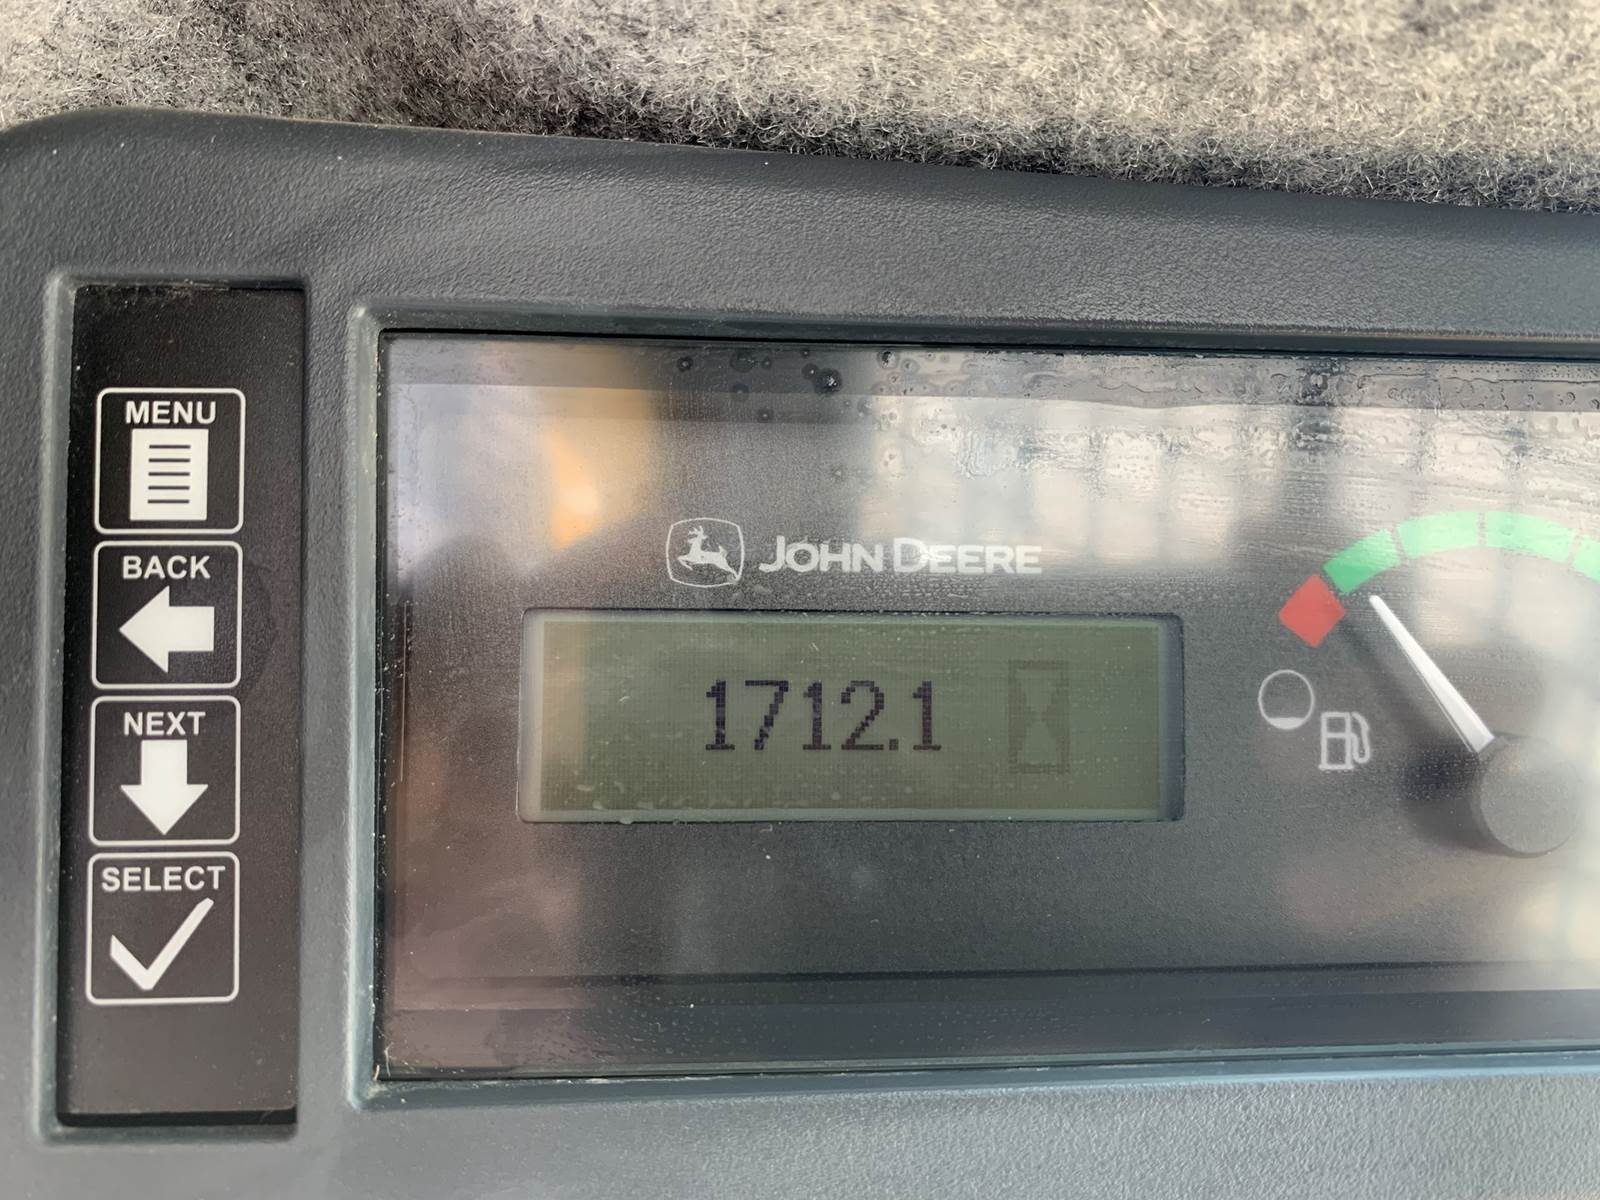 MENU
BACK
NEXT
SELECT
JOHN DEERE
1712.1